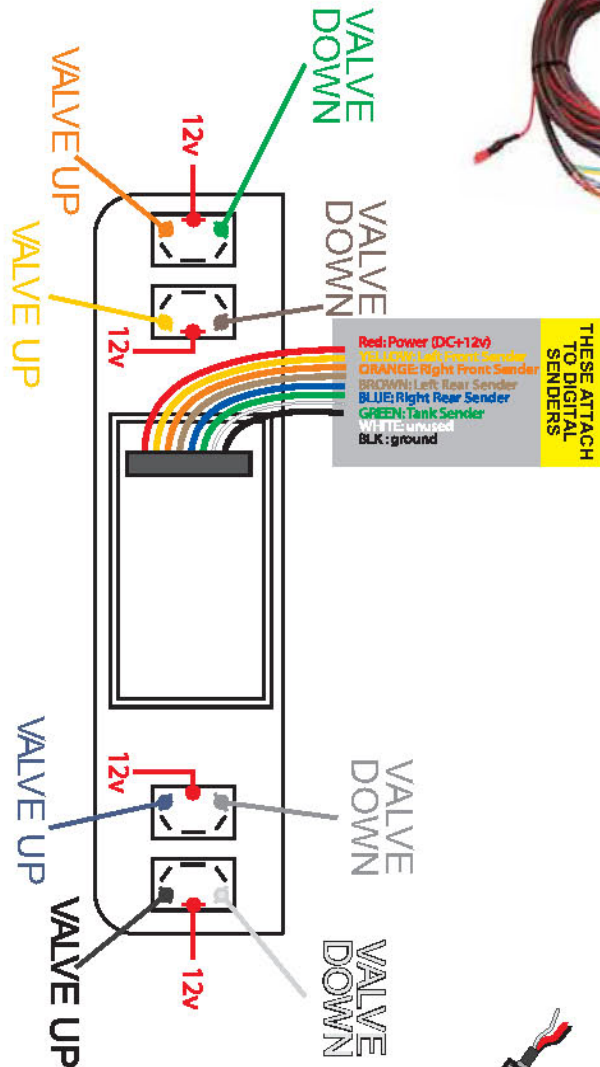 VALVE
DOWN
VALVE UP
12v
VALVE
DOWN
VALVE UP
12v
THESE ATTACH
TO DIGITAL
SENDERS
Red: Power (DC+12v)
YELLOW: Left Front Sender
ORANGE: Right Front Sender
BROWN: Left Rear Sender
BLUE: Right Rear Sender
GREEN: Tank Sender
WHITE: unused
BLK : ground
VALVE
DOWN
12v
VALVE UP
VALVE
DOWN
12v
VALVE UP